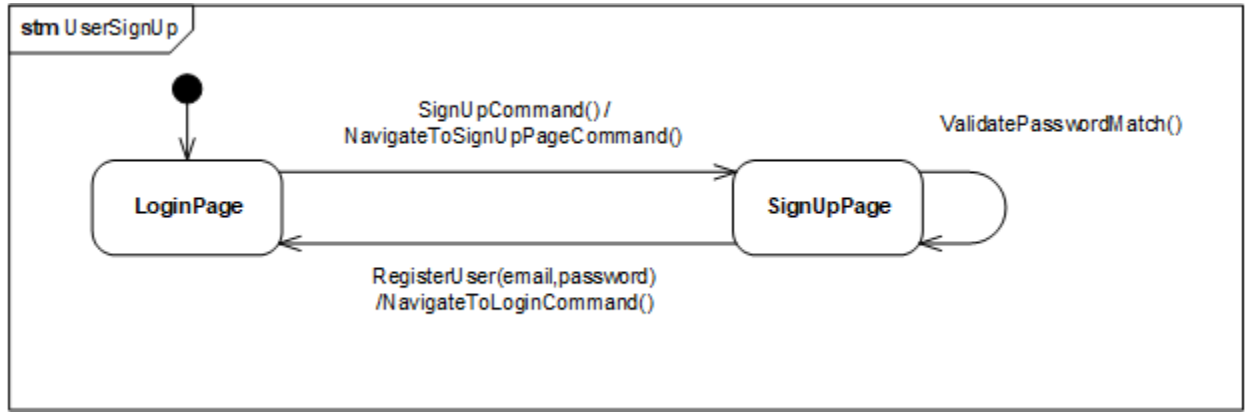 stm UserSignUp
SignUpCommand() /
NavigateToSignUpPageCommand()
ValidatePasswordMatch()
LoginPage
SignUpPage
RegisterUser(email,password)
/NavigateToLoginCommand()